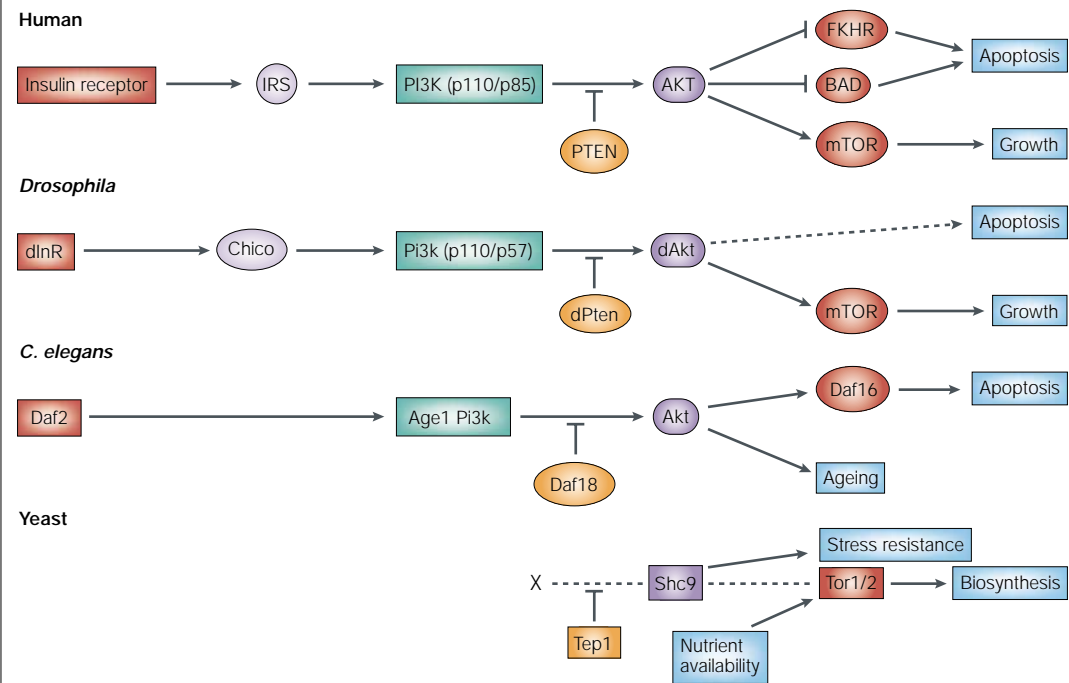 Human
Insulin receptor
IRS
PI3K (p110/p85)
AKT
FKHR
BAD
mTOR
Apoptosis
Growth
PTEN
Drosophila
dInR
Chico
Pi3k (p110/p57)
dAkt
Apoptosis
mTOR
Growth
dPten
C. elegans
Daf2
Age1 Pi3k
Akt
Daf16
Apoptosis
Ageing
Daf18
Yeast
X
Shc9
Stress resistance
Tor1/2
Biosynthesis
Tep1
Nutrient
availability